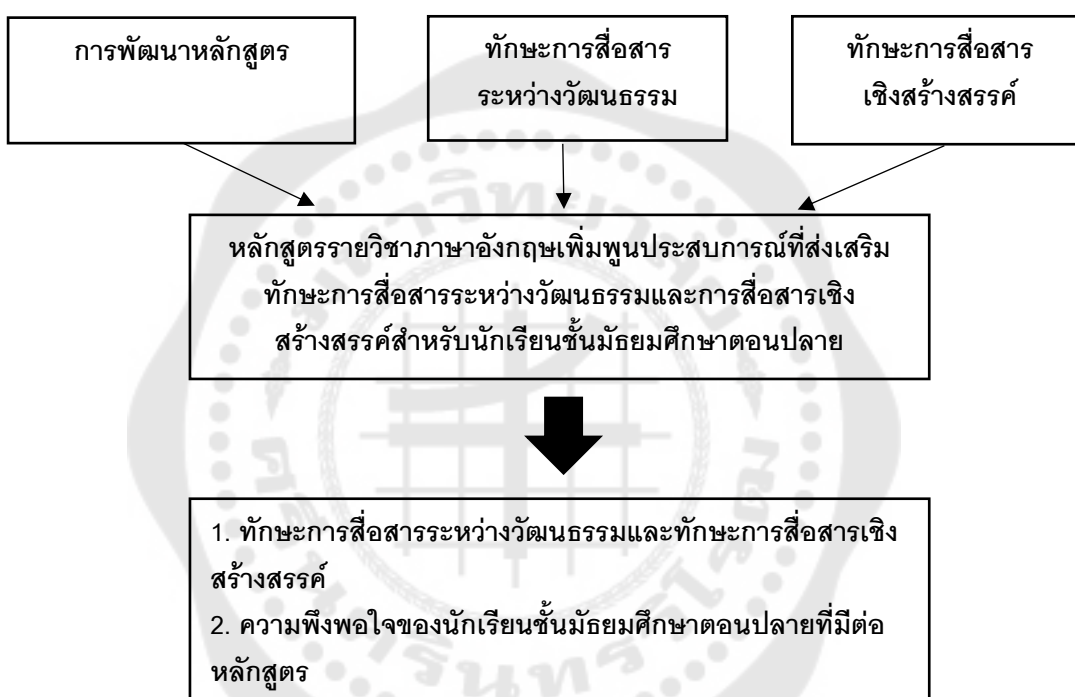 การพัฒนาหลักสูตร
ทักษะการสื่อสาร
ระหว่างวัฒนธรรม
ทักษะการสื่อสาร
เชิงสร้างสรรค์
หลักสูตรรายวิชาภาษาอังกฤษเพิ่มพูนประสบการณ์ที่ส่งเสริม
ทักษะการสื่อสารระหว่างวัฒนธรรมและการสื่อสารเชิง
สร้างสรรค์สำหรับนักเรียนชั้นมัธยมศึกษาตอนปลาย
1. ทักษะการสื่อสารระหว่างวัฒนธรรมและทักษะการสื่อสารเชิง
สร้างสรรค์
2. ความพึงพอใจของนักเรียนชั้นมัธยมศึกษาตอนปลายที่มีต่อ
หลักสูตร